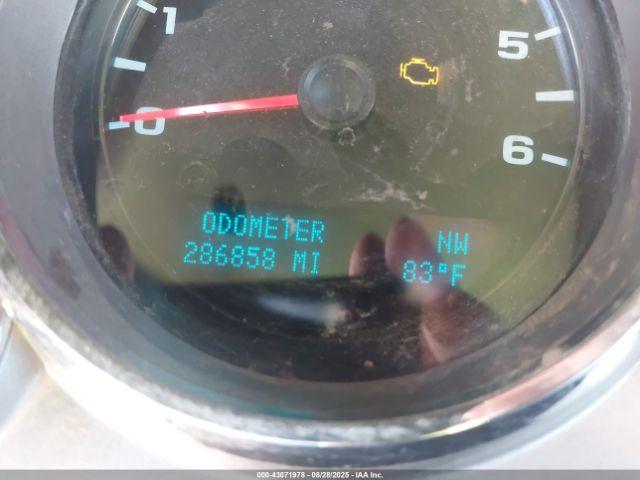 1
5
0
6
ODOMETER
286858 MI
NW
83°F
000-43071978 | 08/28/2025 | IAA Inc.